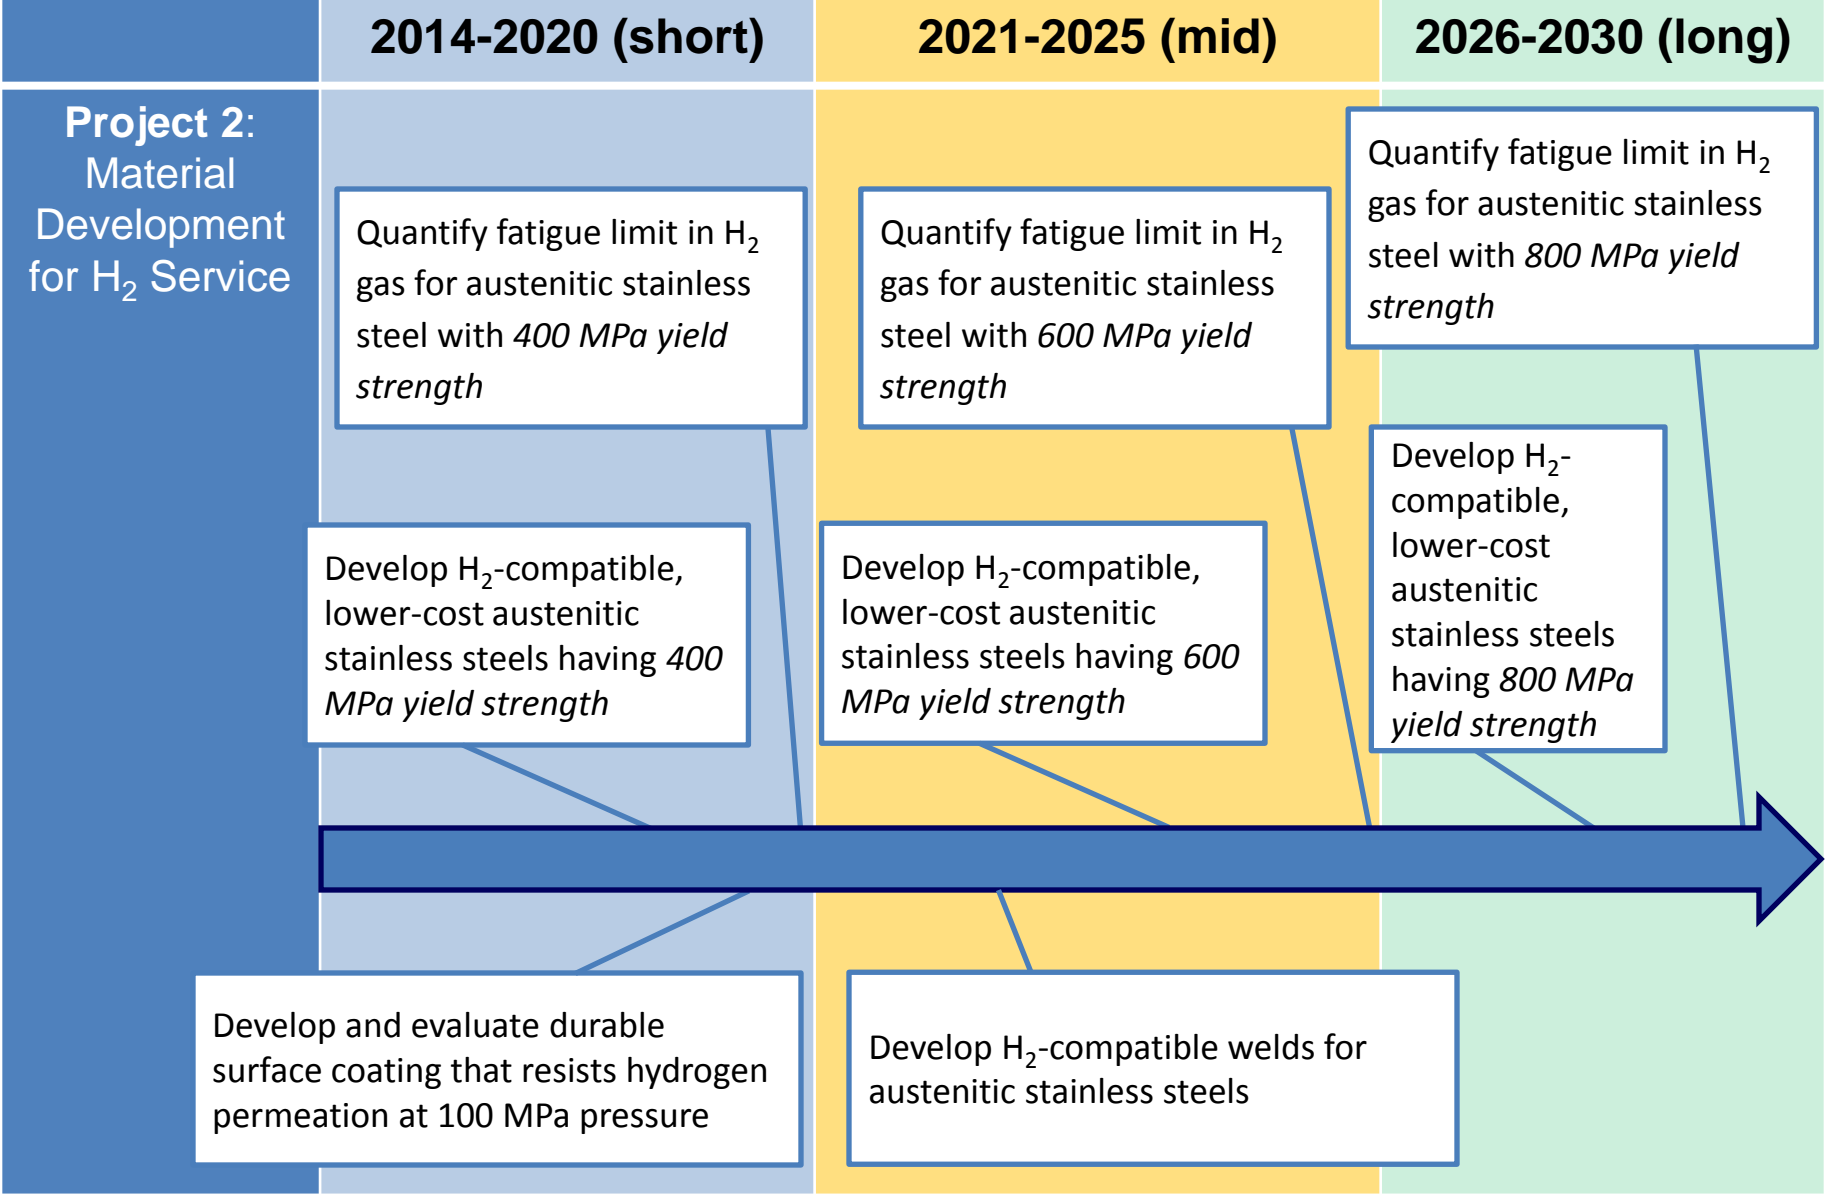 2014-2020 (short)
2021-2025 (mid)
2026-2030 (long)
Project 2:
Material
Development
for H₂ Service
Quantify fatigue limit in H₂
gas for austenitic stainless
steel with 400 MPa yield
strength
Quantify fatigue limit in H₂
gas for austenitic stainless
steel with 600 MPa yield
strength
Quantify fatigue limit in H₂
gas for austenitic stainless
steel with 800 MPa yield
strength
Develop H₂-compatible,
lower-cost austenitic
stainless steels having 400
MPa yield strength
Develop H₂-compatible,
lower-cost austenitic
stainless steels having 600
MPa yield strength
Develop H₂-
compatible,
lower-cost
austenitic
stainless steels
having 800 MPa
yield strength
Develop and evaluate durable
surface coating that resists hydrogen
permeation at 100 MPa pressure
Develop H₂-compatible welds for
austenitic stainless steels